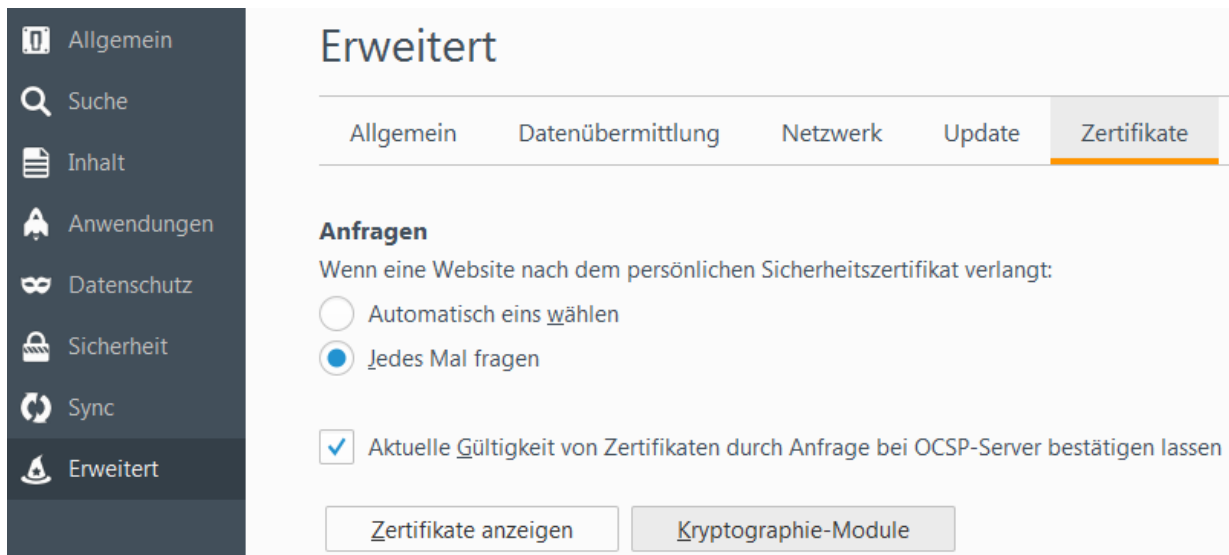 Allgemein
Suche
Inhalt
Anwendungen
Datenschutz
Sicherheit
Sync
Erweitert
Erweitert
Allgemein Datenübermittlung Netzwerk Update Zertifikate
Anfragen
Wenn eine Website nach dem persönlichen Sicherheitszertifikat verlangt:
Automatisch eins wählen
Jedes Mal fragen
Aktuelle Gültigkeit von Zertifikaten durch Anfrage bei OCSP-Server bestätigen lassen
Zertifikate anzeigen Kryptographie-Module